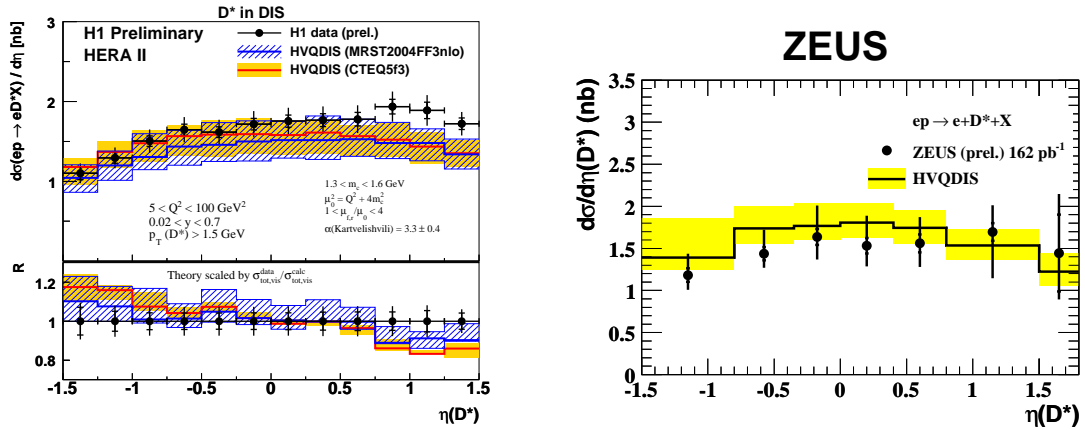 D* in DIS
H1 Preliminary
HERA II
H1 data (prel.)
HVQDIS (MRST2004FF3nlo)
HVQDIS (CTEQ5f3)
dσ(ep → eD*X) / dη [nb]
3
2
1
5 < Q² < 100 GeV²
0.02 < y < 0.7
p_T (D*) > 1.5 GeV
1.3 < m_c < 1.6 GeV
μ₀² = Q² + 4m_c²
1 < μ_f,r/μ₀ < 4
α(Kartvelishvili) = 3.3 ± 0.4
R
Theory scaled by σ^data_tot,vis/σ^calc_tot,vis
1.2
1.0
0.8
-1.5 -1 -0.5 0 0.5 1 1.5
η(D*)
ZEUS
dσ/dη(D*) (nb)
3.5
3
2.5
2
1.5
1
0.5
0
ep → e+D*+X
ZEUS (prel.) 162 pb⁻¹
HVQDIS
-1.5 -1 -0.5 0 0.5 1 1.5
η(D*)